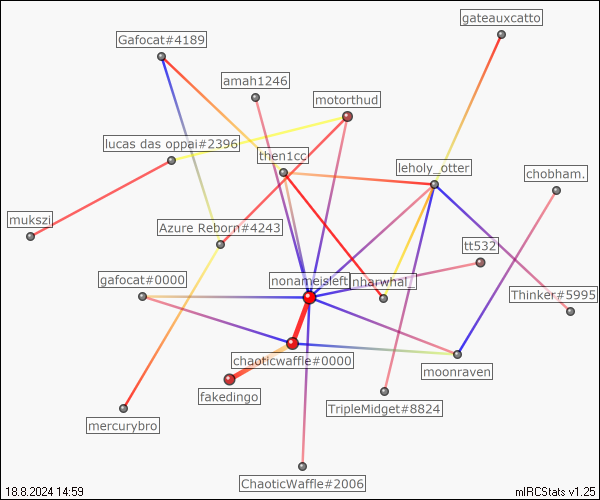 gateauxcatto
Gafocat#4189
amah1246
motorthud
lucas das oppai#2396
then1cc
leholy_otter
chobham.
mukszi
Azure Reborn#4243
tt532
gafocat#0000
nonameisleft
nharwhal_
Thinker#5995
chaoticwaffle#0000
moonraven
fakedingo
TripleMidget#8824
mercurybro
ChaoticWaffle#2006
18.8.2024 14:59
mIRCStats v1.25